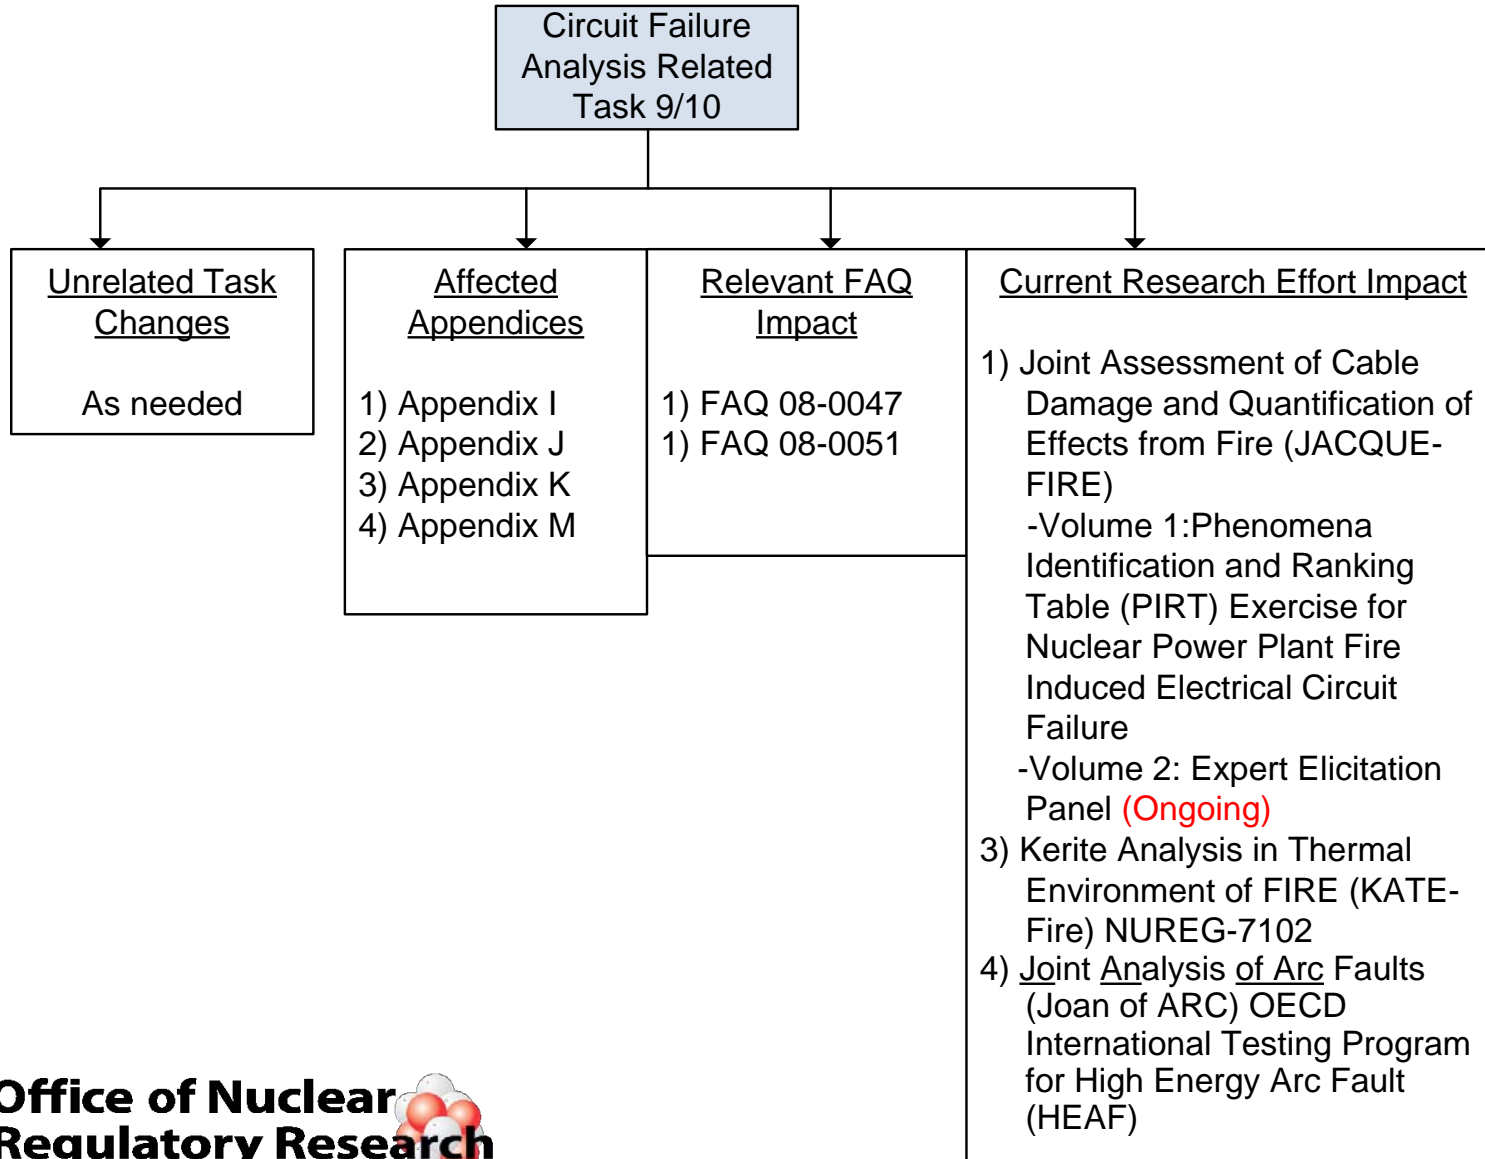 Circuit Failure
Analysis Related
Task 9/10
Unrelated Task
Changes
As needed
Affected
Appendices
1) Appendix I
2) Appendix J
3) Appendix K
4) Appendix M
Relevant FAQ
Impact
1) FAQ 08-0047
1) FAQ 08-0051
Current Research Effort Impact
1) Joint Assessment of Cable
Damage and Quantification of
Effects from Fire (JACQUE-
FIRE)
-Volume 1:Phenomena
Identification and Ranking
Table (PIRT) Exercise for
Nuclear Power Plant Fire
Induced Electrical Circuit
Failure
-Volume 2: Expert Elicitation
Panel (Ongoing)
3) Kerite Analysis in Thermal
Environment of FIRE (KATE-
Fire) NUREG-7102
4) Joint Analysis of Arc Faults
(Joan of ARC) OECD
International Testing Program
for High Energy Arc Fault
(HEAF)
Office of Nuclear
Regulatory Research